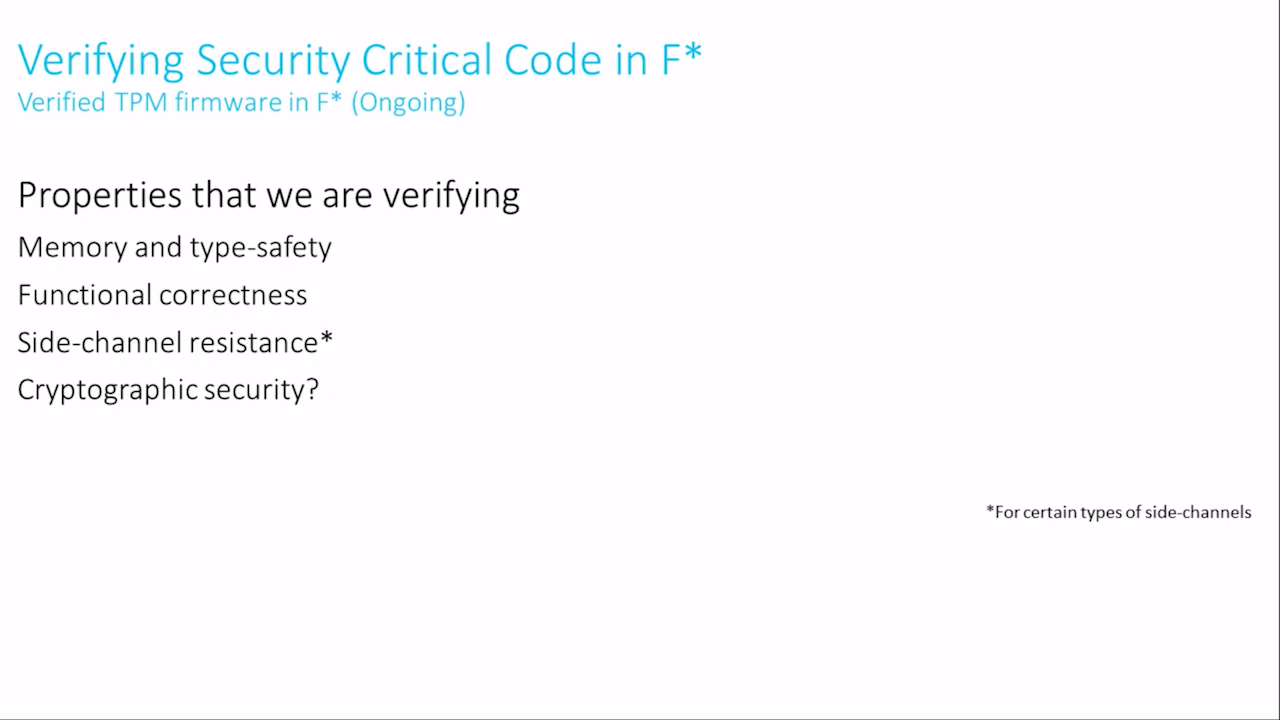 Verifying Security Critical Code in F*
Verified TPM firmware in F* (Ongoing)
Properties that we are verifying
Memory and type-safety
Functional correctness
Side-channel resistance*
Cryptographic security?
*For certain types of side-channels